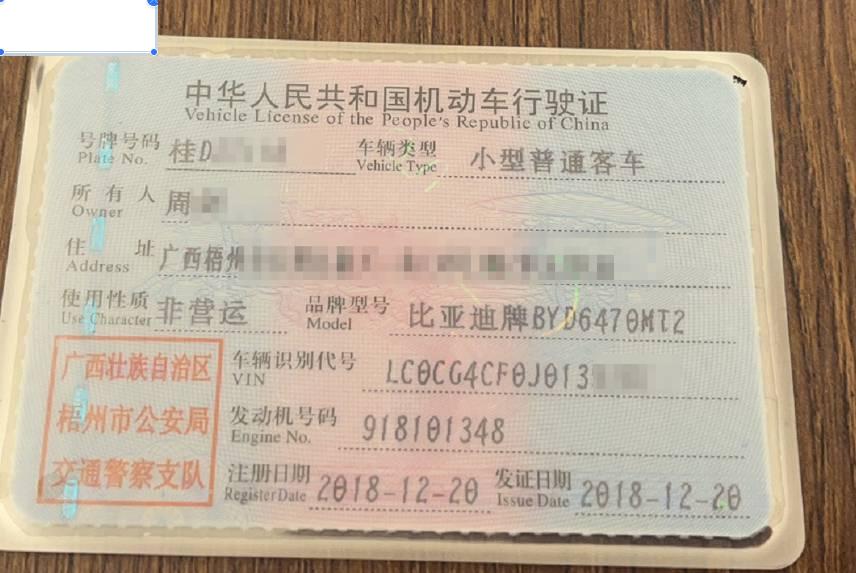 中华人民共和国机动车行驶证
Vehicle License of the People's Republic of China
号牌号码 桂D 车辆类型 小型普通客车
Plate No. Vehicle Type
所有人 周
Owner
住址 广西梧州
Address
使用性质 非营运 品牌型号 比亚迪牌BYD6470MT2
Use Character Model
广西壮族自治区 车辆识别代号 LC0CG4CF0J013
VIN
梧州市公安局 发动机号码 918101348
Engine No.
交通警察支队 注册日期 2018-12-20 发证日期 2018-12-20
Register Date Issue Date